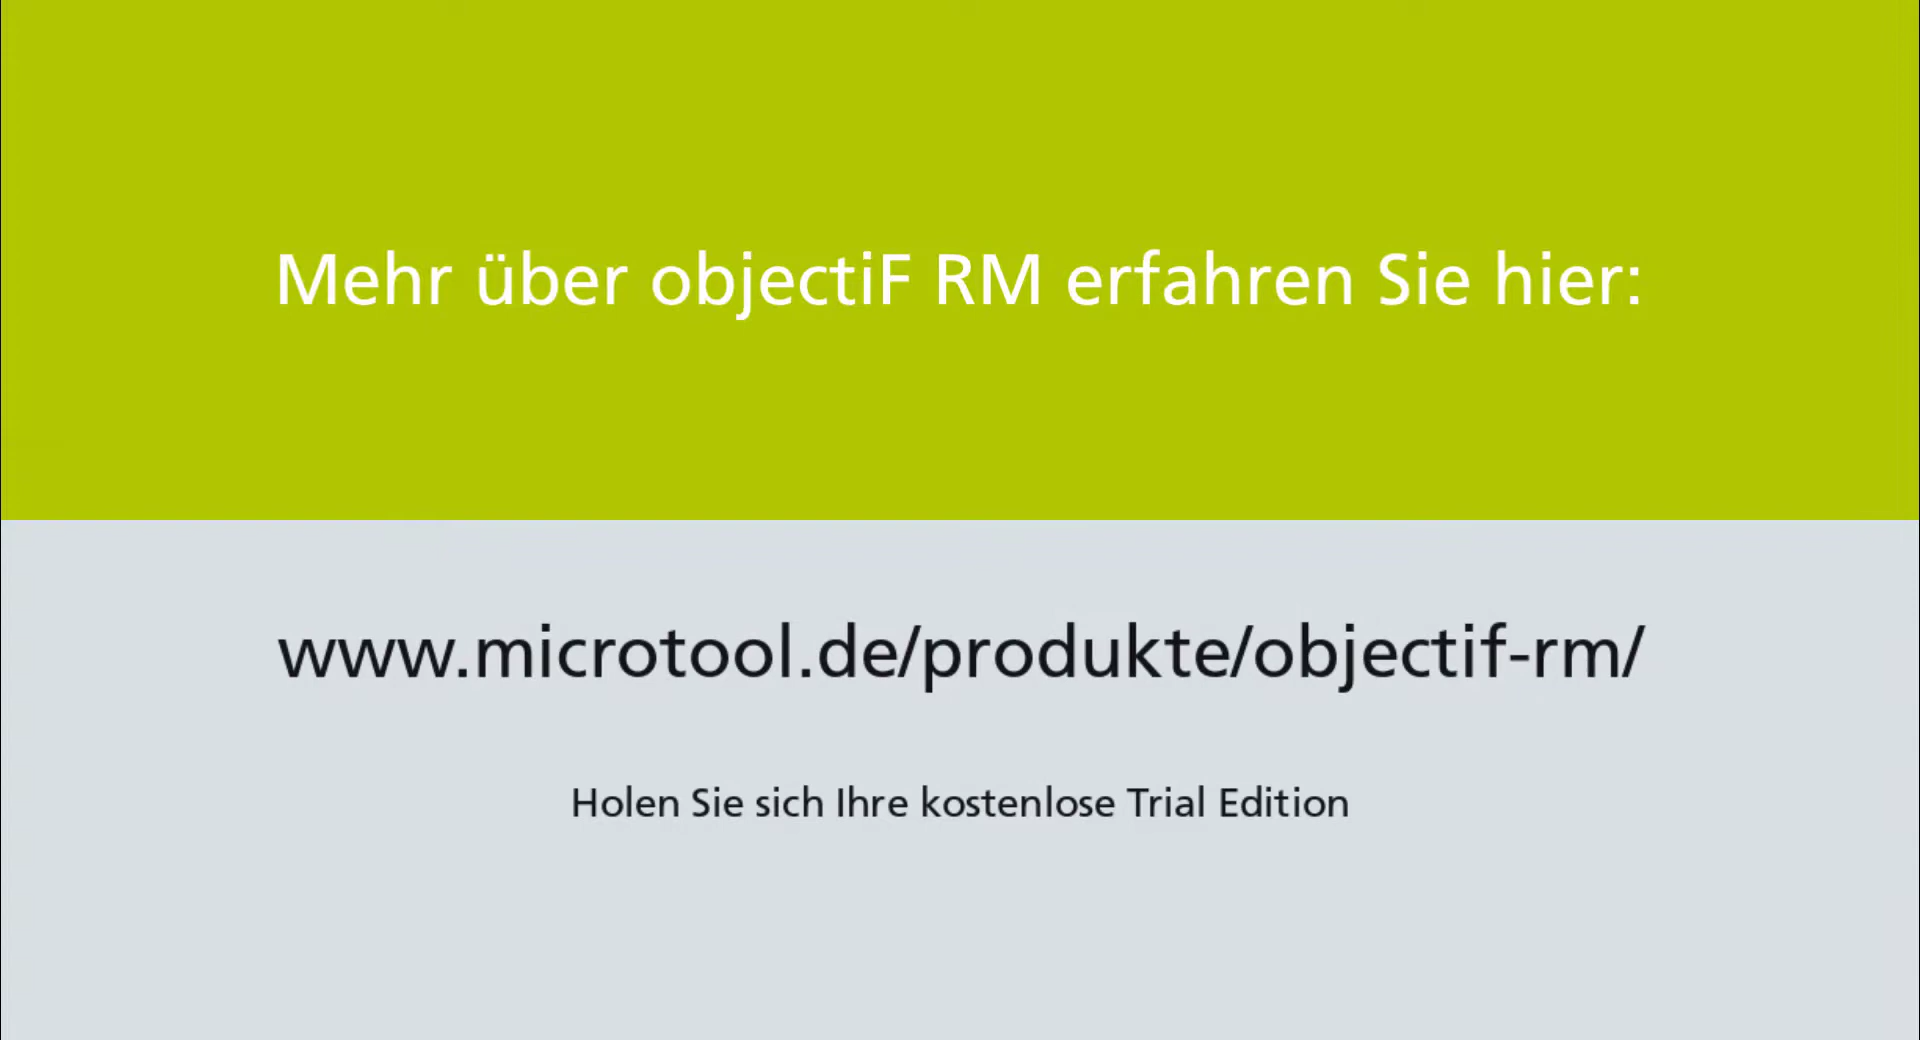 Mehr über objectiF RM erfahren Sie hier:
www.microtool.de/produkte/objectif-rm/
Holen Sie sich Ihre kostenlose Trial Edition